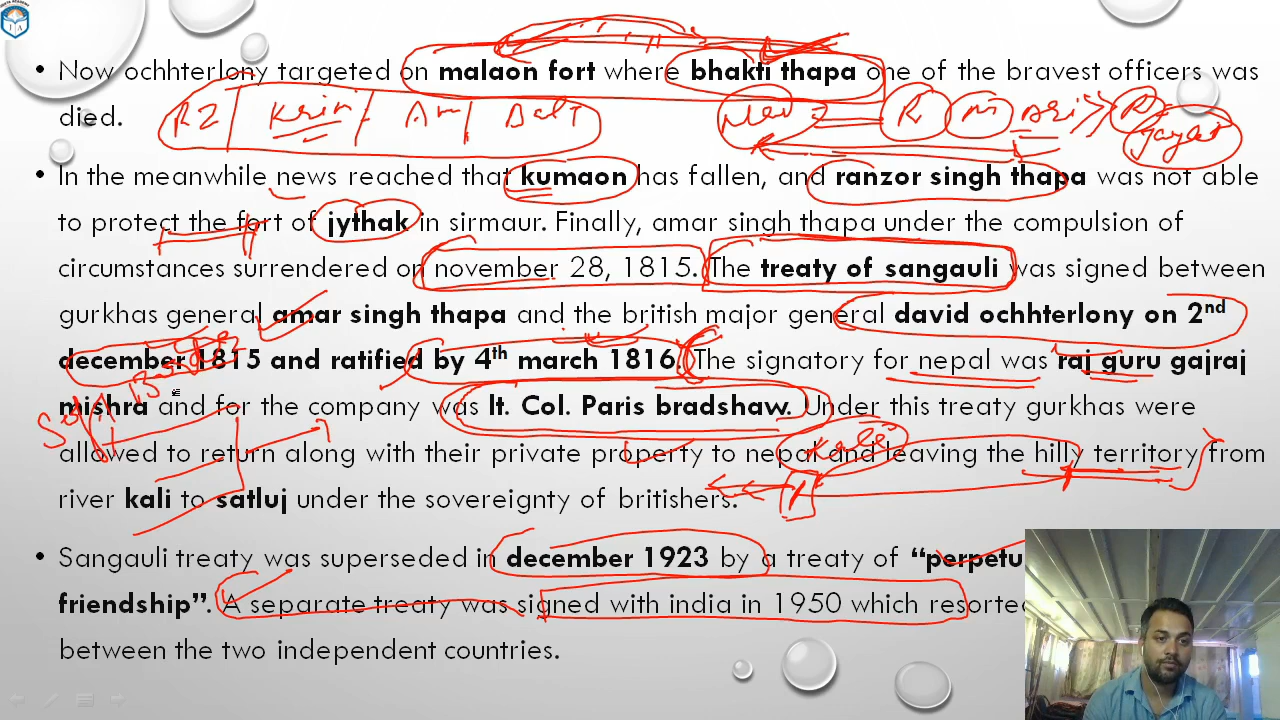 Now ochhterlony targeted on malaon fort where bhakti thapa one of the bravest officers was
died.
In the meanwhile news reached that kumaon has fallen, and ranzor singh thapa was not able
to protect the fort of jythak in sirmaur. Finally, amar singh thapa under the compulsion of
circumstances surrendered on november 28, 1815. The treaty of sangauli was signed between
gurkhas general amar singh thapa and the british major general david ochhterlony on 2nd
december 1815 and ratified by 4th march 1816. The signatory for nepal was raj guru gajraj
mishra and for the company was lt. Col. Paris bradshaw. Under this treaty gurkhas were
allowed to return along with their private property to nepal and leaving the hilly territory from
river kali to satluj under the sovereignty of britishers.
Sangauli treaty was superseded in december 1923 by a treaty of “perpetu
friendship”. A separate treaty was signed with india in 1950 which resorte
between the two independent countries.